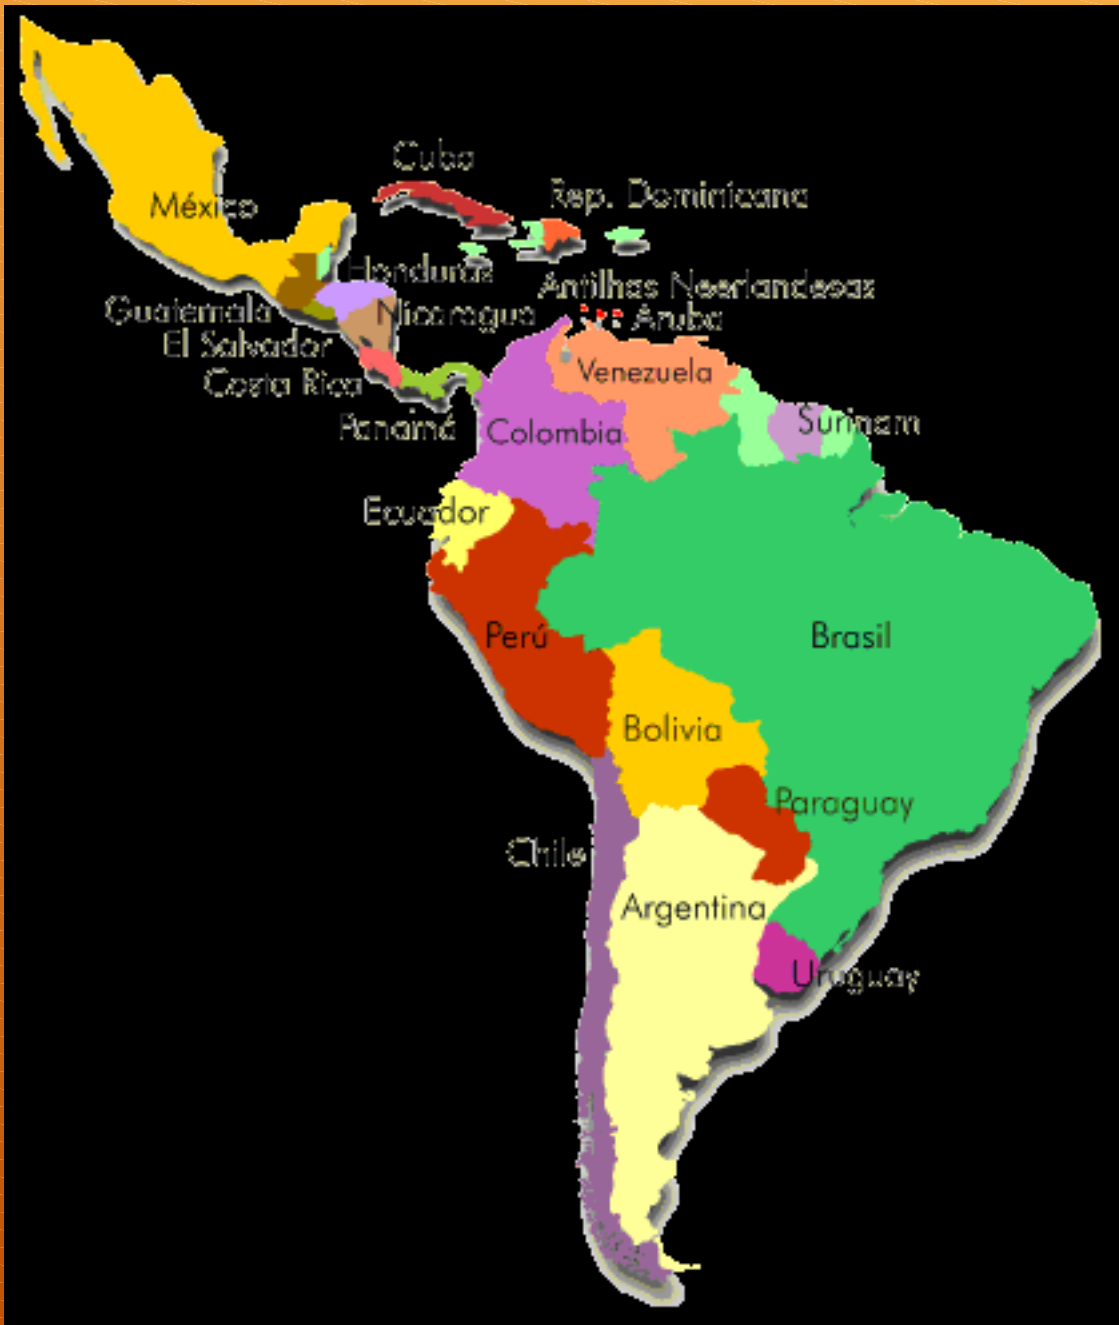 Cuba
Rep. Dominicana
México
Honduras
Antilhas Neerlandesas
Guatemala
Nicaragua
Aruba
El Salvador
Venezuela
Costa Rica
Surinam
Panamá
Colombia
Ecuador
Perú
Brasil
Bolivia
Paraguay
Chile
Argentina
Uruguay